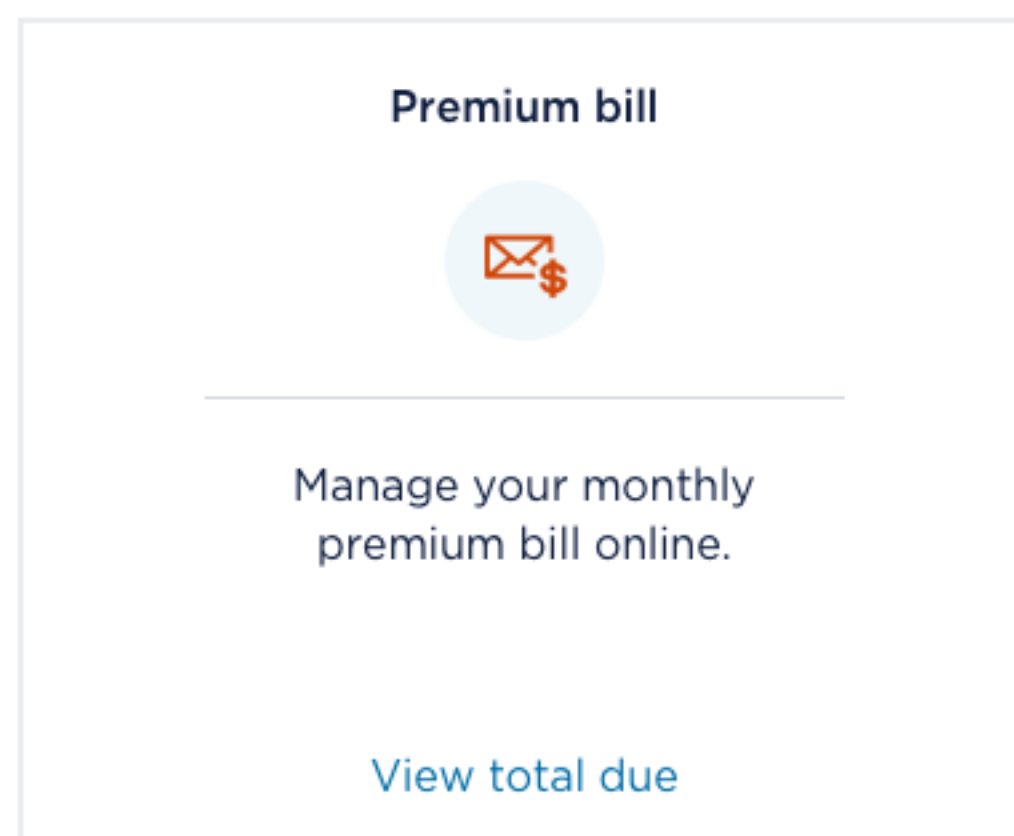 Premium bill
Manage your monthly
premium bill online.
View total due